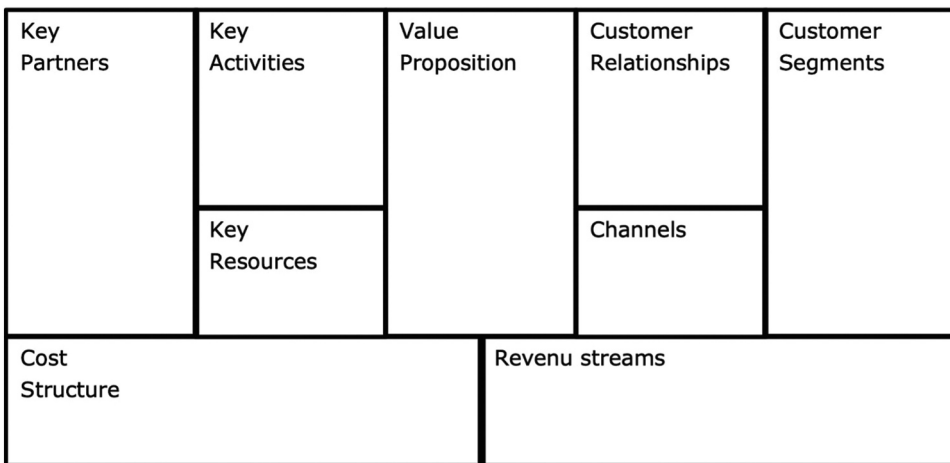 Key
Partners
Key
Activities
Value
Proposition
Customer
Relationships
Customer
Segments
Key
Resources
Channels
Cost
Structure
Revenu streams